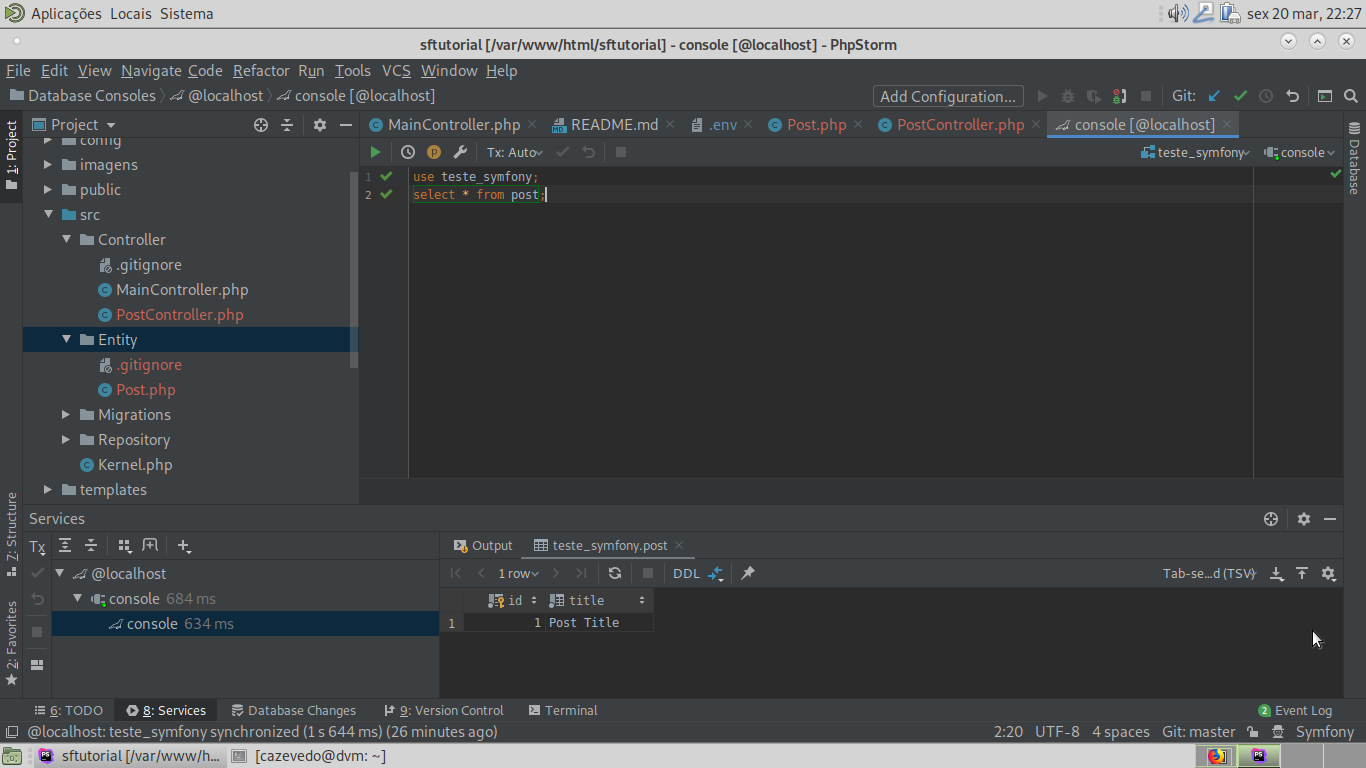 Aplicações Locais Sistema sex 20 mar, 22:27
sftutorial [/var/www/html/sftutorial] - console [@localhost] - PhpStorm
File Edit View Navigate Code Refactor Run Tools VCS Window Help
Database Consoles @localhost console [@localhost] Add Configuration... Git:
1: Project
Project
config
imagens
public
src
Controller
.gitignore
MainController.php
PostController.php
Entity
.gitignore
Post.php
Migrations
Repository
Kernel.php
templates
MainController.php README.md .env Post.php PostController.php console [@localhost]
Tx: Auto teste_symfony console
1 use teste_symfony;
2 select * from post;
Database
7: Structure
2: Favorites
Services
Tx
@localhost
console 684 ms
console 634 ms
Output teste_symfony.post
1 row DDL Tab-se...d (TSV)
id title
1 1 Post Title
6: TODO 8: Services Database Changes 9: Version Control Terminal 2 Event Log
@localhost: teste_symfony synchronized (1 s 644 ms) (26 minutes ago) 2:20 UTF-8 4 spaces Git: master Symfony
sftutorial [/var/www/h... [cazevedo@dvm: ~]